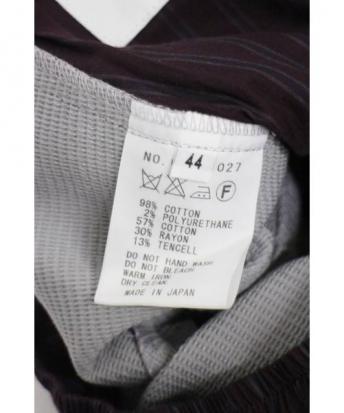 NO. 44 027
F
98% COTTON
2% POLYURETHANE
57% COTTON
30% RAYON
13% TENCELL
DO NOT HAND WASH
DO NOT BLEACH
WARM IRON
DRY CLEAN
MADE IN JAPAN